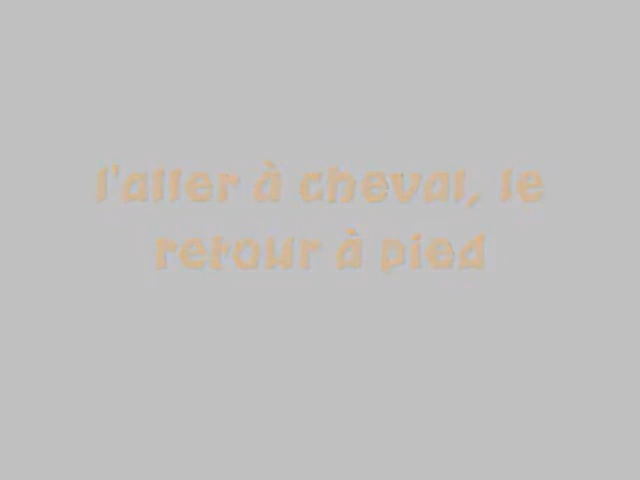 l'aller à cheval, le
retour à pied